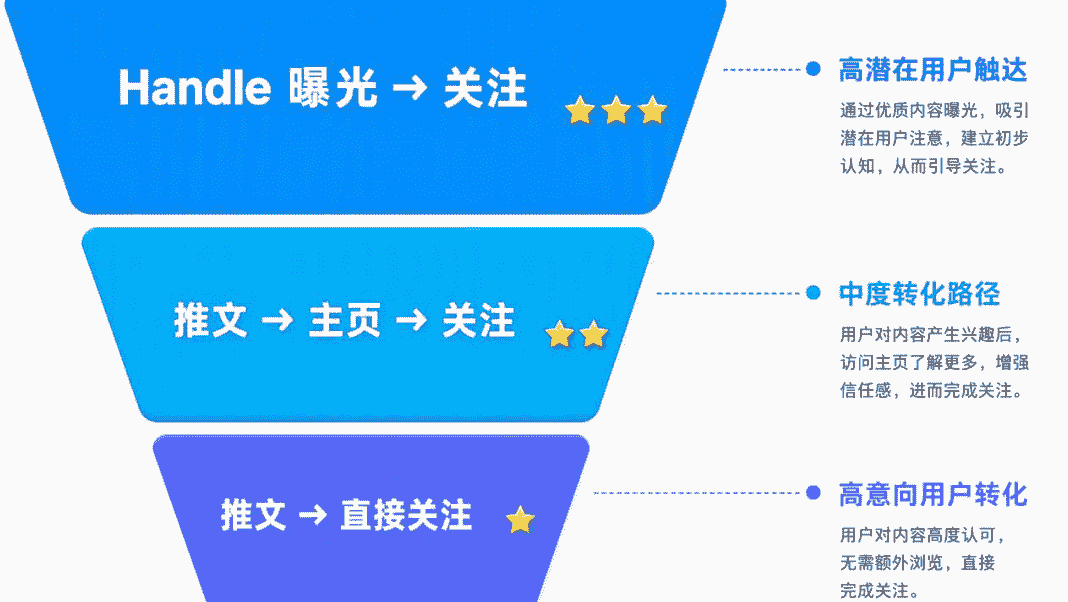 Handle 曝光 → 关注
高潜在用户触达
通过优质内容曝光，吸引
潜在用户注意，建立初步
认知，从而引导关注。
推文 → 主页 → 关注
中度转化路径
用户对内容产生兴趣后，
访问主页了解更多，增强
信任感，进而完成关注。
推文 → 直接关注
高意向用户转化
用户对内容高度认可，
无需额外浏览，直接
完成关注。